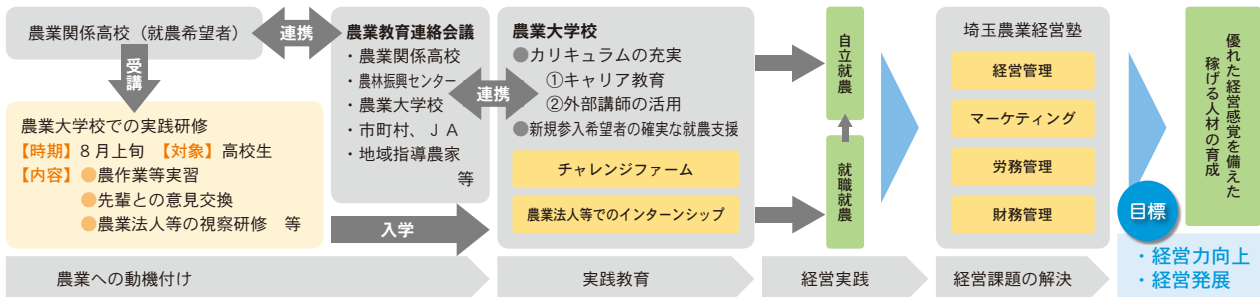 農業関係高校（就農希望者）
連携
受講
農業大学校での実践研修
【時期】８月上旬　【対象】高校生
【内容】●農作業等実習
●先輩との意見交換
●農業法人等の視察研修　等
農業教育連絡会議
・農業関係高校
・農林振興センター
・農業大学校
・市町村、ＪＡ
・地域指導農家
等
連携
入学
農業大学校
●カリキュラムの充実
①キャリア教育
②外部講師の活用
●新規参入希望者の確実な就農支援
チャレンジファーム
農業法人等でのインターンシップ
自立就農
就職就農
埼玉農業経営塾
経営管理
マーケティング
労務管理
財務管理
優れた経営感覚を備えた
稼げる人材の育成
目標
・経営力向上
・経営発展
農業への動機付け
実践教育
経営実践
経営課題の解決